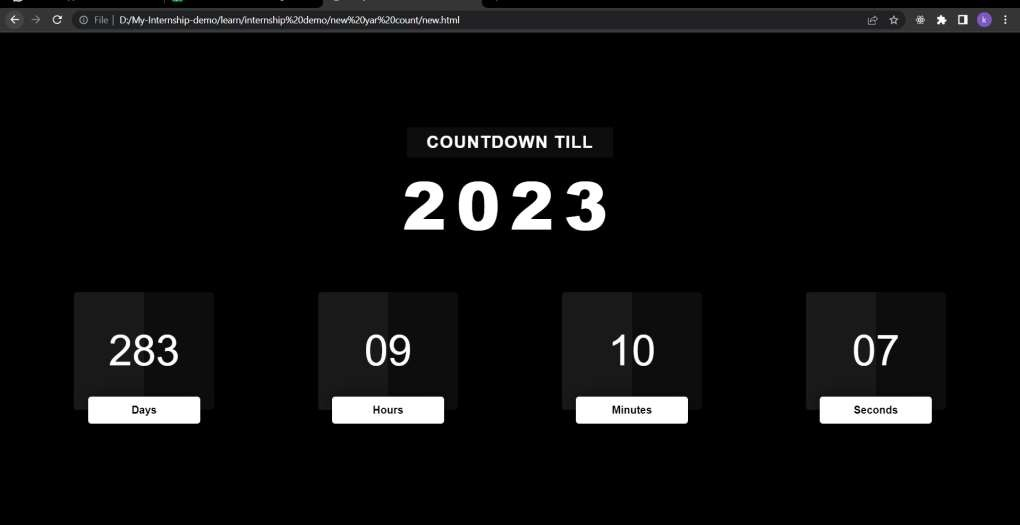 File
D:/My-Internship-demo/learn/internship%20demo/new%20yar%20count/new.html
k
COUNTDOWN TILL
2023
283
09
10
07
Days
Hours
Minutes
Seconds